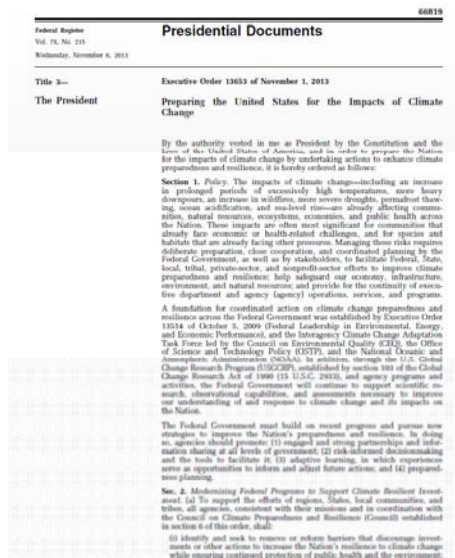 66819
Federal Register
Vol. 78, No. 215
Wednesday, November 6, 2013
Presidential Documents
Title 3—
The President
Executive Order 13653 of November 1, 2013
Preparing the United States for the Impacts of Climate
Change
By the authority vested in me as President by the Constitution and the
laws of the United States of America, and in order to prepare the Nation
for the impacts of climate change by undertaking actions to enhance climate
preparedness and resilience, it is hereby ordered as follows:
Section 1. Policy. The impacts of climate change—including an increase
in prolonged periods of excessively high temperatures, more heavy
downpours, an increase in wildfires, more severe droughts, permafrost thaw-
ing, ocean acidification, and sea-level rise—are already affecting commu-
nities, natural resources, ecosystems, economies, and public health across
the Nation. These impacts are often most significant for communities that
already face economic or health-related challenges, and for species and
habitats that are already facing other pressures. Managing these risks requires
deliberate preparation, close cooperation, and coordinated planning by the
Federal Government, as well as by stakeholders, to facilitate Federal, State,
local, tribal, private-sector, and nonprofit-sector efforts to improve climate
preparedness and resilience; help safeguard our economy, infrastructure,
environment, and natural resources; and provide for the continuity of execu-
tive department and agency (agency) operations, services, and programs.
A foundation for coordinated action on climate change preparedness and
resilience across the Federal Government was established by Executive Order
13514 of October 5, 2009 (Federal Leadership in Environmental, Energy,
and Economic Performance), and the Interagency Climate Change Adaptation
Task Force led by the Council on Environmental Quality (CEQ), the Office
of Science and Technology Policy (OSTP), and the National Oceanic and
Atmospheric Administration (NOAA). In addition, through the U.S. Global
Change Research Program (USGCRP), established by section 103 of the Global
Change Research Act of 1990 (15 U.S.C. 2933), and agency programs and
activities, the Federal Government will continue to support scientific re-
search, observational capabilities, and assessments necessary to improve
our understanding of and response to climate change and its impacts on
the Nation.
The Federal Government must build on recent progress and pursue new
strategies to improve the Nation's preparedness and resilience. In doing
so, agencies should promote: (1) engaged and strong partnerships and infor-
mation sharing at all levels of government; (2) risk-informed decisionmaking
and the tools to facilitate it; (3) adaptive learning, in which experiences
serve as opportunities to inform and adjust future actions; and (4) prepared-
ness planning.
Sec. 2. Modernizing Federal Programs to Support Climate Resilient Invest-
ment. (a) To support the efforts of regions, States, local communities, and
tribes, all agencies, consistent with their missions and in coordination with
the Council on Climate Preparedness and Resilience (Council) established
in section 6 of this order, shall:
(i) identify and seek to remove or reform barriers that discourage invest-
ments or other actions to increase the Nation's resilience to climate change
while ensuring continued protection of public health and the environment;